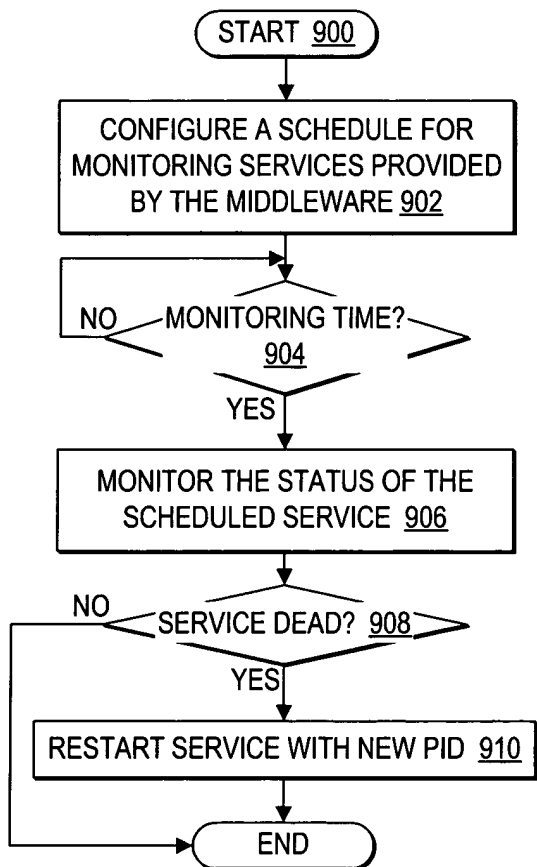 START 900
CONFIGURE A SCHEDULE FOR
MONITORING SERVICES PROVIDED
BY THE MIDDLEWARE 902
NO
MONITORING TIME?
904
YES
MONITOR THE STATUS OF THE
SCHEDULED SERVICE 906
NO
SERVICE DEAD? 908
YES
RESTART SERVICE WITH NEW PID 910
END